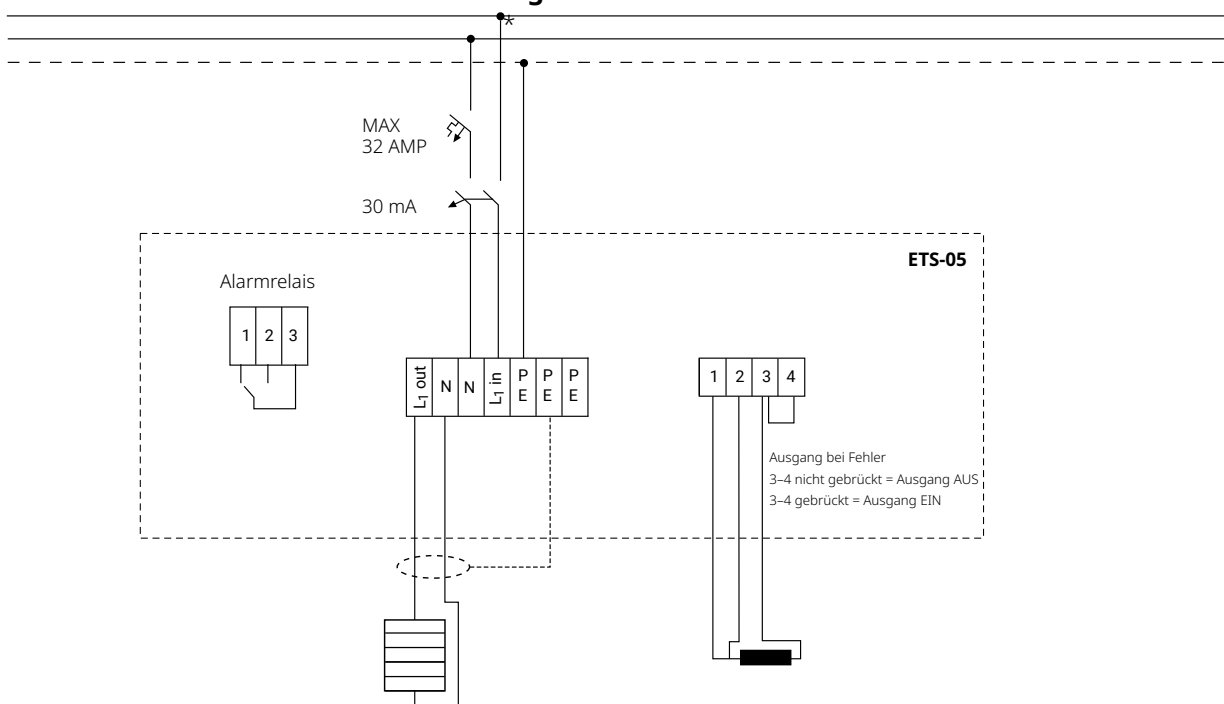 g
*
MAX
32 AMP
30 mA
ETS-05
Alarmrelais
1 2 3
L1 out N N L1 in PE PE PE
1 2 3 4
Ausgang bei Fehler
3–4 nicht gebrückt = Ausgang AUS
3–4 gebrückt = Ausgang EIN